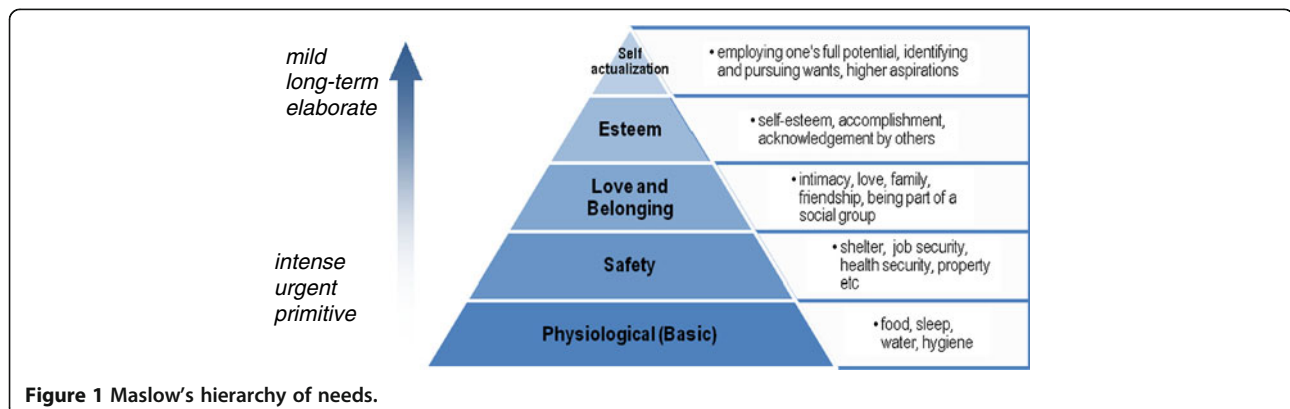 mild
long-term
elaborate
intense
urgent
primitive
Self
actualization
• employing one's full potential, identifying
and pursuing wants, higher aspirations
Esteem
• self-esteem, accomplishment,
acknowledgement by others
Love and
Belonging
• intimacy, love, family,
friendship, being part of a
social group
Safety
• shelter, job security,
health security, property
etc
Physiological (Basic)
• food, sleep,
water, hygiene
Figure 1 Maslow's hierarchy of needs.